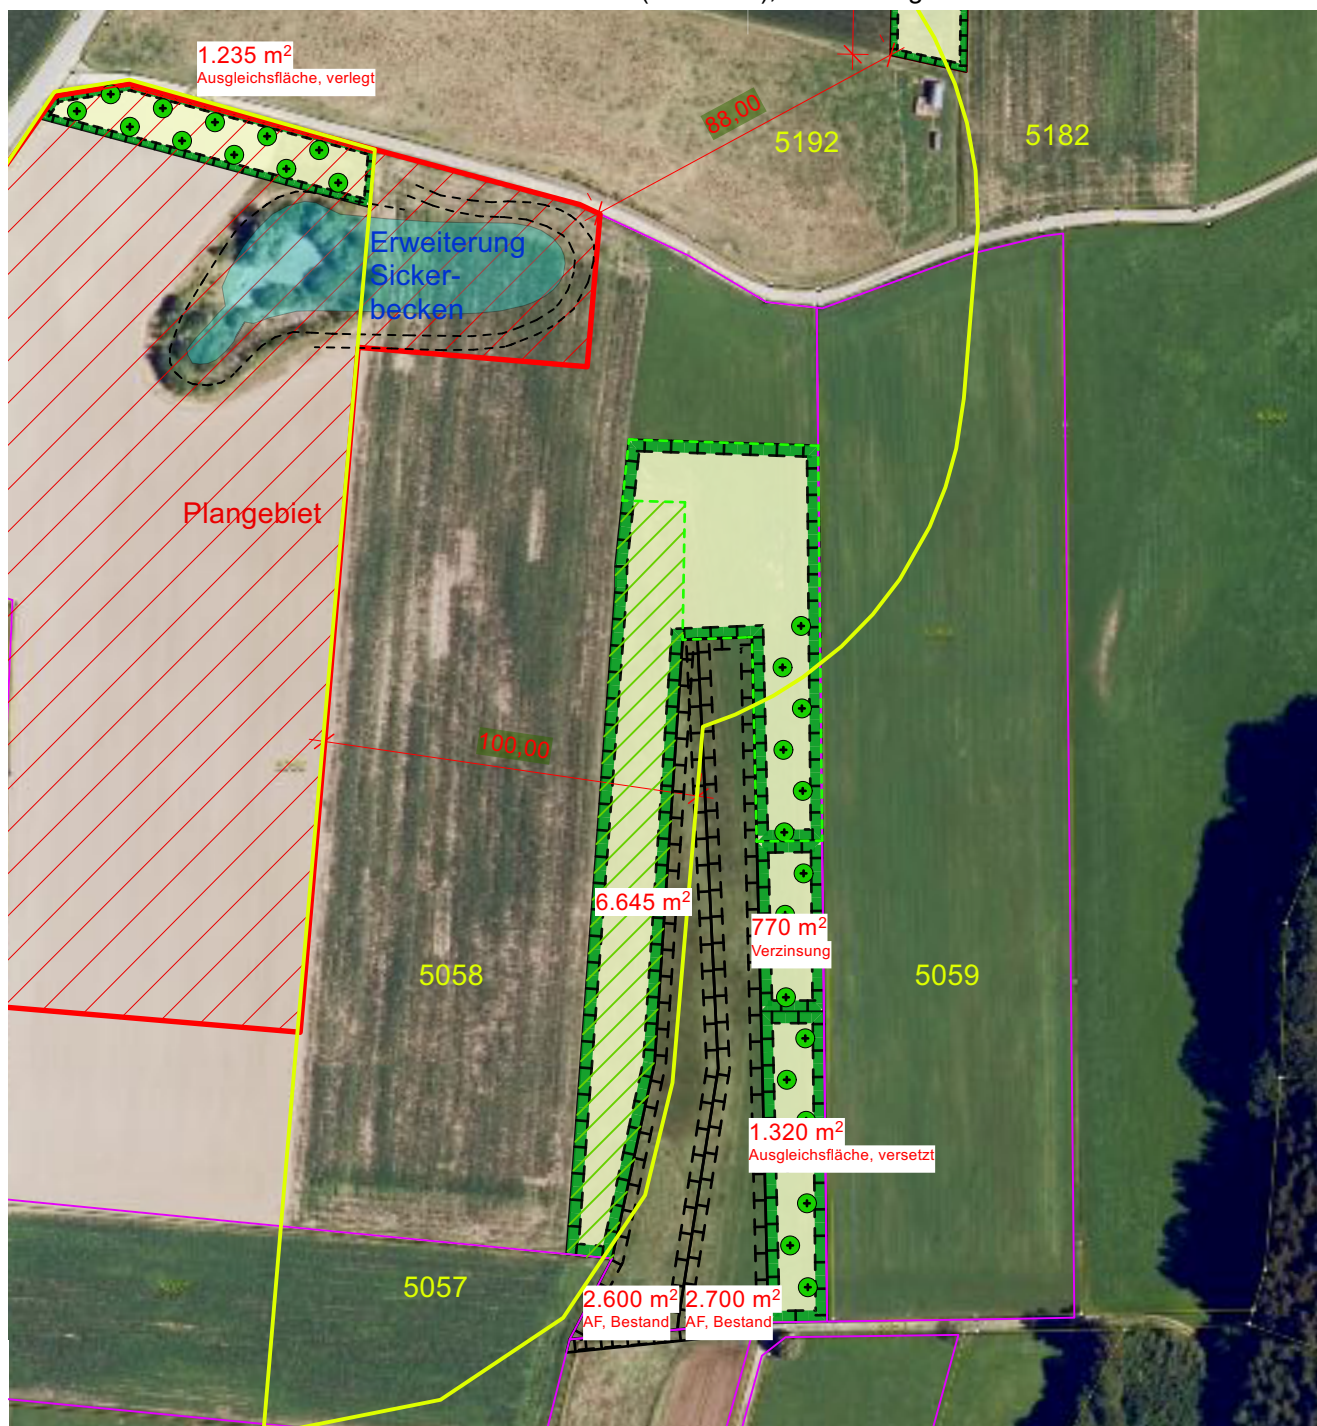 1.235 m²
Ausgleichsfläche, verlegt
88,00
5192
5182
Erweiterung
Sicker-
becken
Plangebiet
100,00
6.645 m²
770 m²
Verzinsung
5058
5059
1.320 m²
Ausgleichsfläche, versetzt
5057
2.600 m²
AF, Bestand
2.700 m²
AF, Bestand